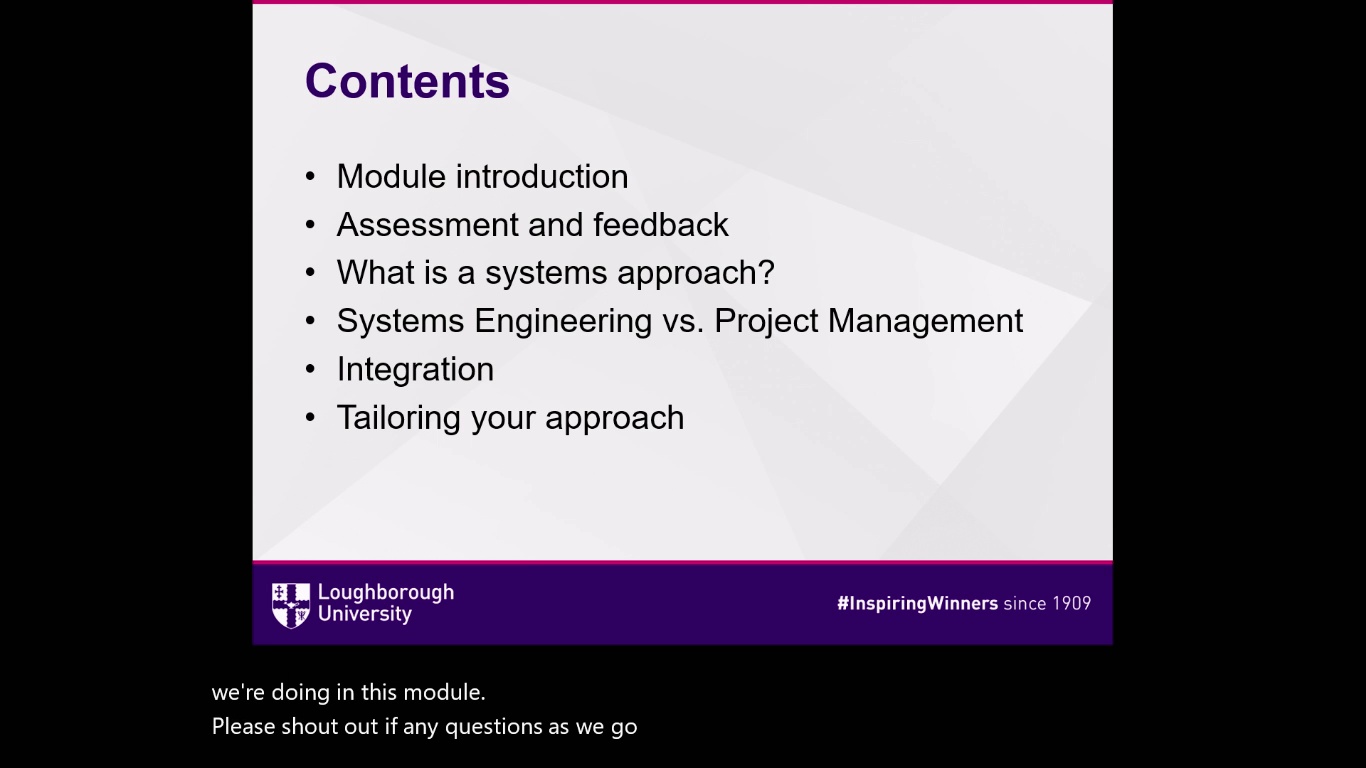 Contents
• Module introduction
• Assessment and feedback
• What is a systems approach?
• Systems Engineering vs. Project Management
• Integration
• Tailoring your approach
Loughborough
University
#InspiringWinners since 1909
we're doing in this module.
Please shout out if any questions as we go